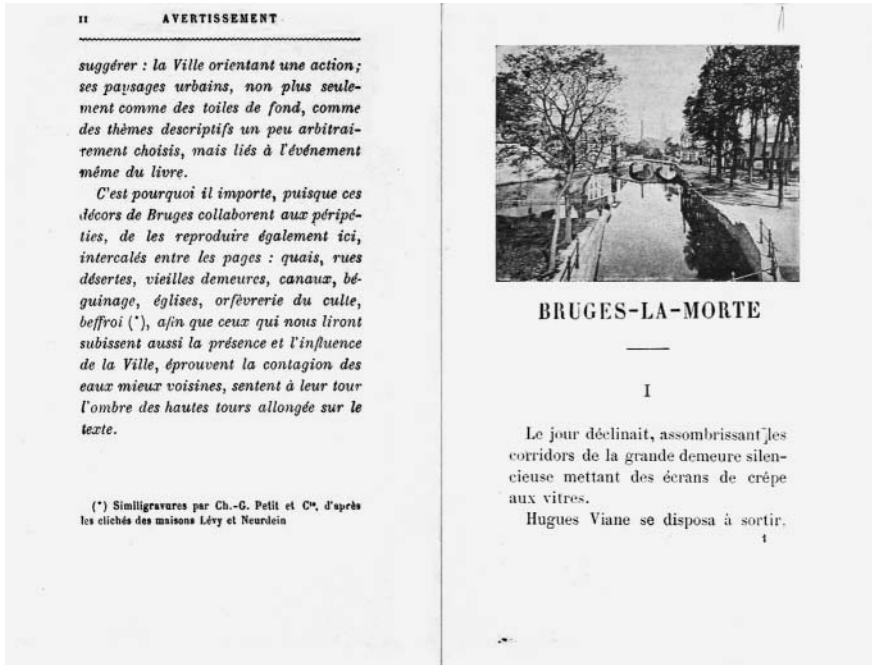 II AVERTISSEMENT
suggérer : la Ville orientant une action;
ses paysages urbains, non plus seule-
ment comme des toiles de fond, comme
des thèmes descriptifs un peu arbitrai-
rement choisis, mais liés à l'événement
même du livre.
C'est pourquoi il importe, puisque ces
décors de Bruges collaborent aux péripé-
ties, de les reproduire également ici,
intercalés entre les pages : quais, rues
désertes, vieilles demeures, canaux, bé-
guinage, églises, orfèvrerie du culte,
beffroi (*), afin que ceux qui nous liront
subissent aussi la présence et l'influence
de la Ville, éprouvent la contagion des
eaux mieux voisines, sentent à leur tour
l'ombre des hautes tours allongée sur le
texte.
(*) Similigravures par Ch.-G. Petit et Cie, d'après
les clichés des maisons Lévy et Neurdein
BRUGES-LA-MORTE
I
Le jour déclinait, assombrissant les
corridors de la grande demeure silen-
cieuse mettant des écrans de crêpe
aux vitres.
Hugues Viane se disposa à sortir,
1